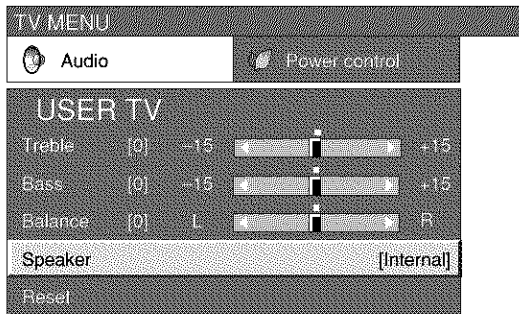 TV MENU
Audio Power control
USER TV
Treble [0] −15 +15
Bass [0] −15 +15
Balance [0] L R
Speaker [Internal]
Reset